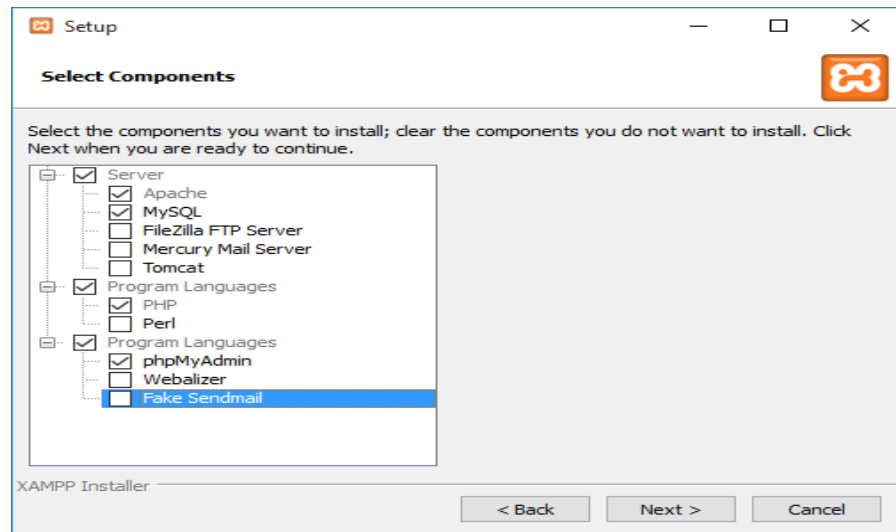 Setup
Select Components
Select the components you want to install; clear the components you do not want to install. Click
Next when you are ready to continue.
Server
Apache
MySQL
FileZilla FTP Server
Mercury Mail Server
Tomcat
Program Languages
PHP
Perl
Program Languages
phpMyAdmin
Webalizer
Fake Sendmail
XAMPP Installer
< Back Next > Cancel